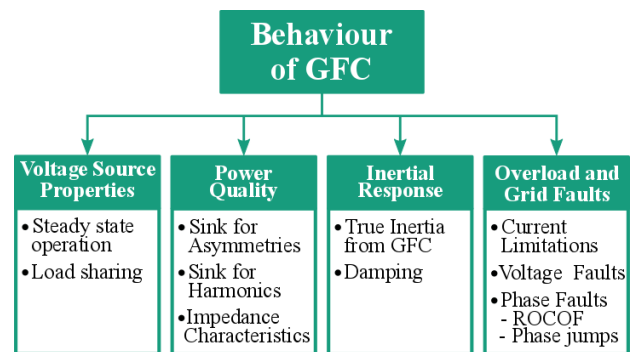 Behaviour
of GFC
Voltage Source
Properties
• Steady state
operation
• Load sharing
Power
Quality
• Sink for
Asymmetries
• Sink for
Harmonics
• Impedance
Characteristics
Inertial
Response
• True Inertia
from GFC
• Damping
Overload and
Grid Faults
• Current
Limitations
• Voltage Faults
• Phase Faults
- ROCOF
- Phase jumps